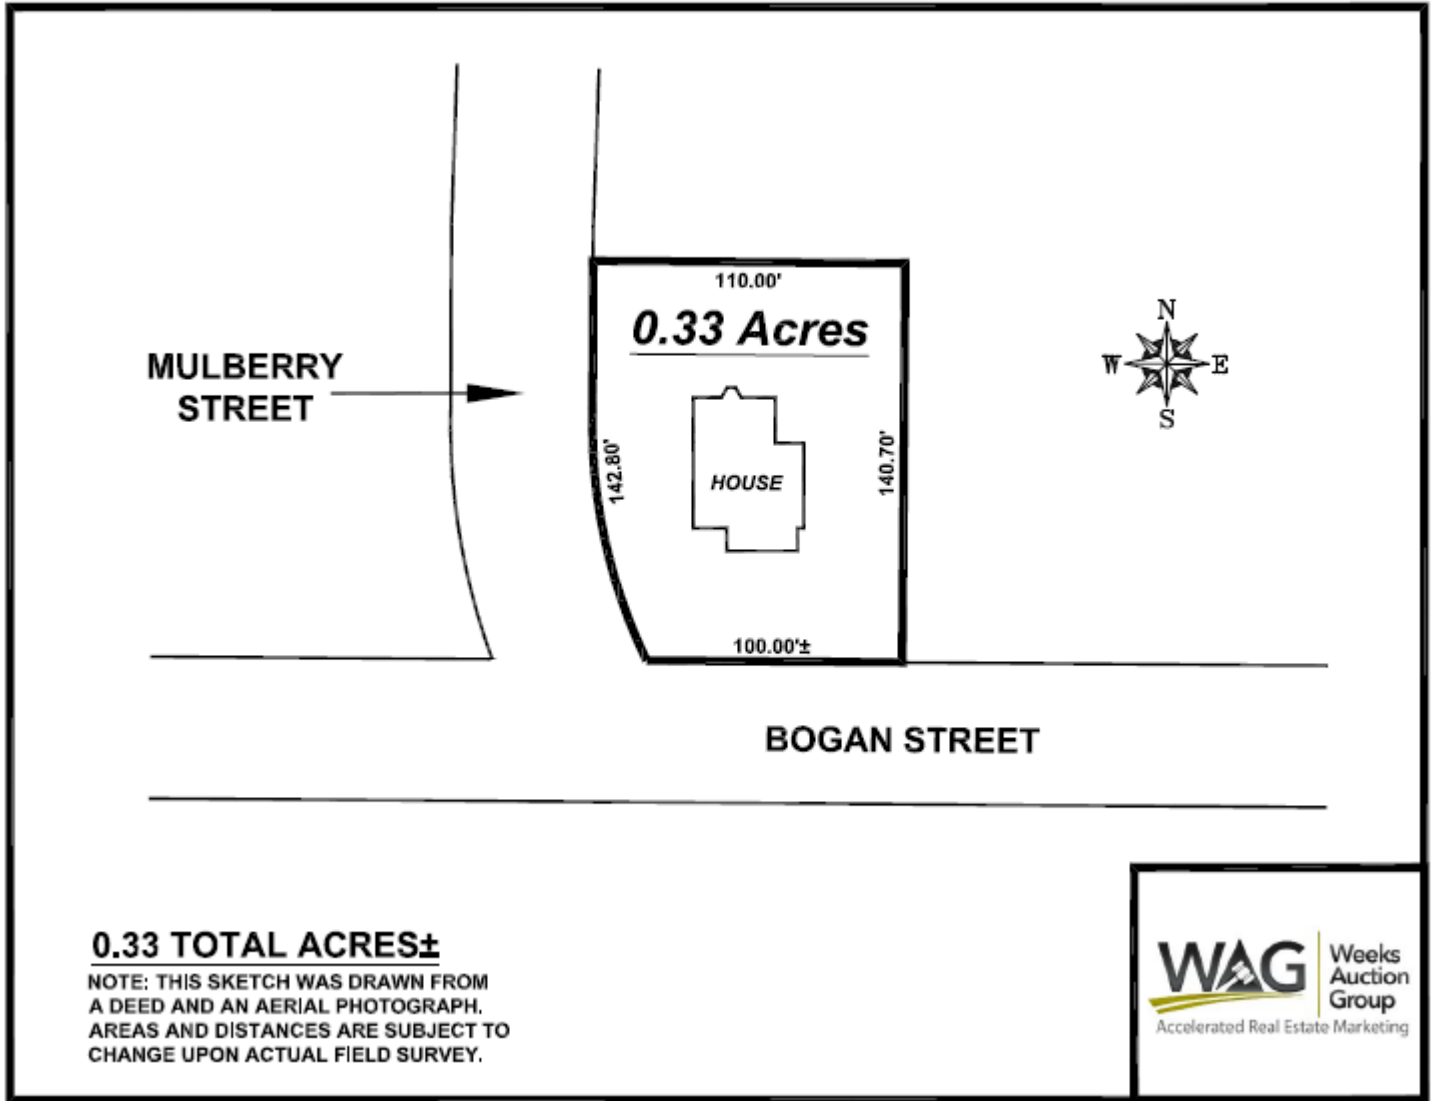 110.00'
0.33 Acres
N
W E
S
MULBERRY
STREET
142.80'
HOUSE
140.70'
100.00'±
BOGAN STREET
0.33 TOTAL ACRES±
NOTE: THIS SKETCH WAS DRAWN FROM
A DEED AND AN AERIAL PHOTOGRAPH.
AREAS AND DISTANCES ARE SUBJECT TO
CHANGE UPON ACTUAL FIELD SURVEY.
WAG
Weeks
Auction
Group
Accelerated Real Estate Marketing